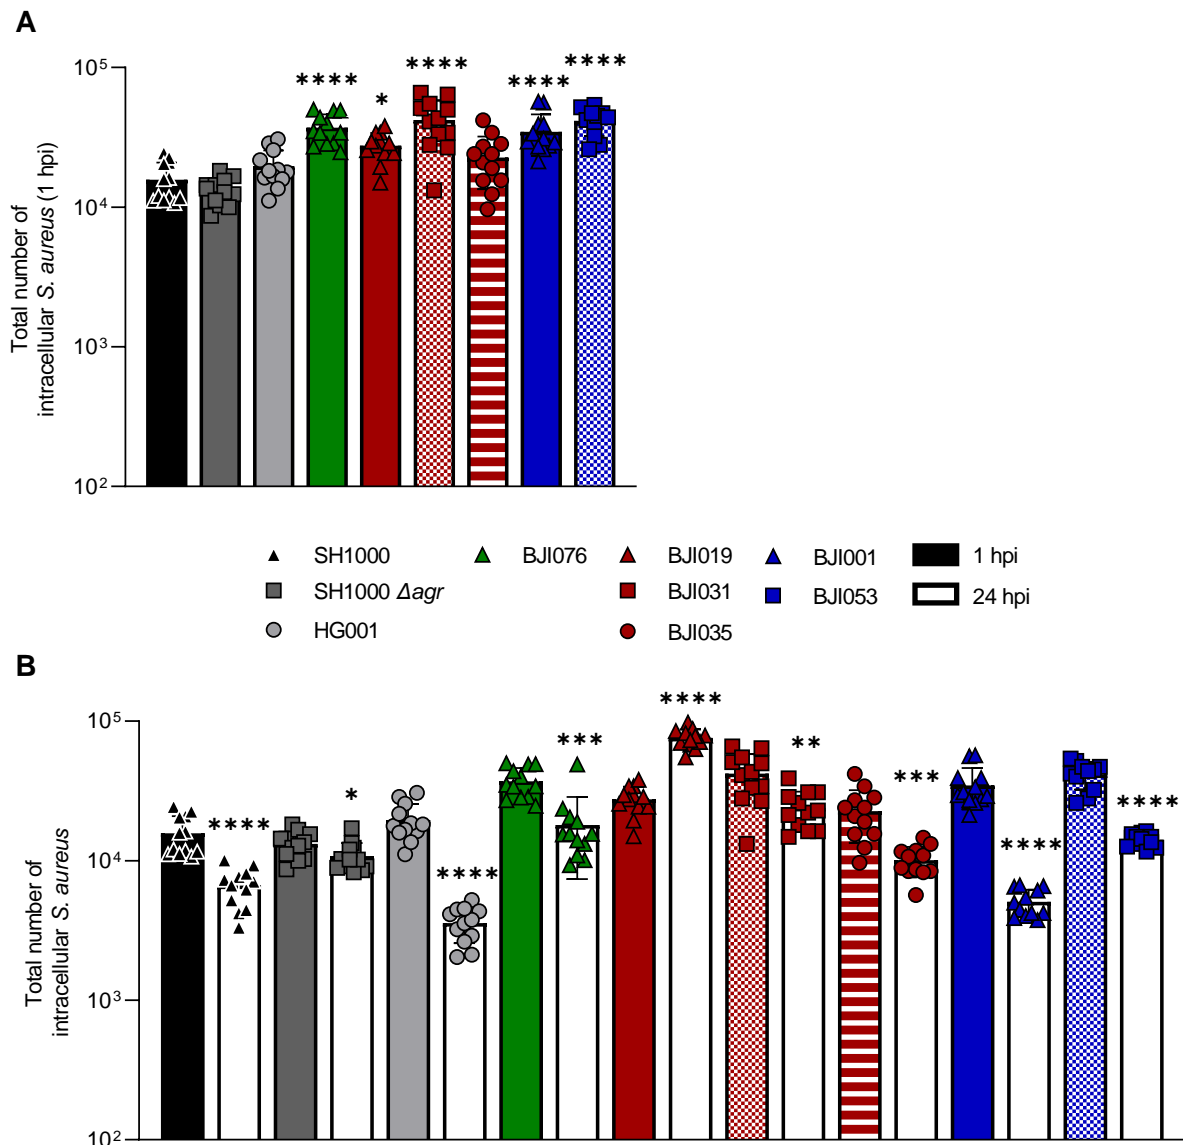 A
Total number of
intracellular S. aureus (1 hpi)
10⁵
10⁴
10³
10²
****
*
****
****
****
SH1000
SH1000 Δagr
HG001
BJI076
BJI019
BJI031
BJI035
BJI001
BJI053
1 hpi
24 hpi
B
Total number of
intracellular S. aureus
10⁵
10⁴
10³
10²
****
*
****
***
****
**
***
****
****